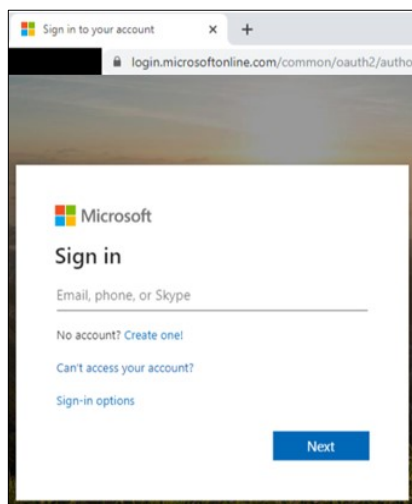 Sign in to your account
login.microsoftonline.com/common/oauth2/autho
Microsoft
Sign in
Email, phone, or Skype
No account? Create one!
Can't access your account?
Sign-in options
Next